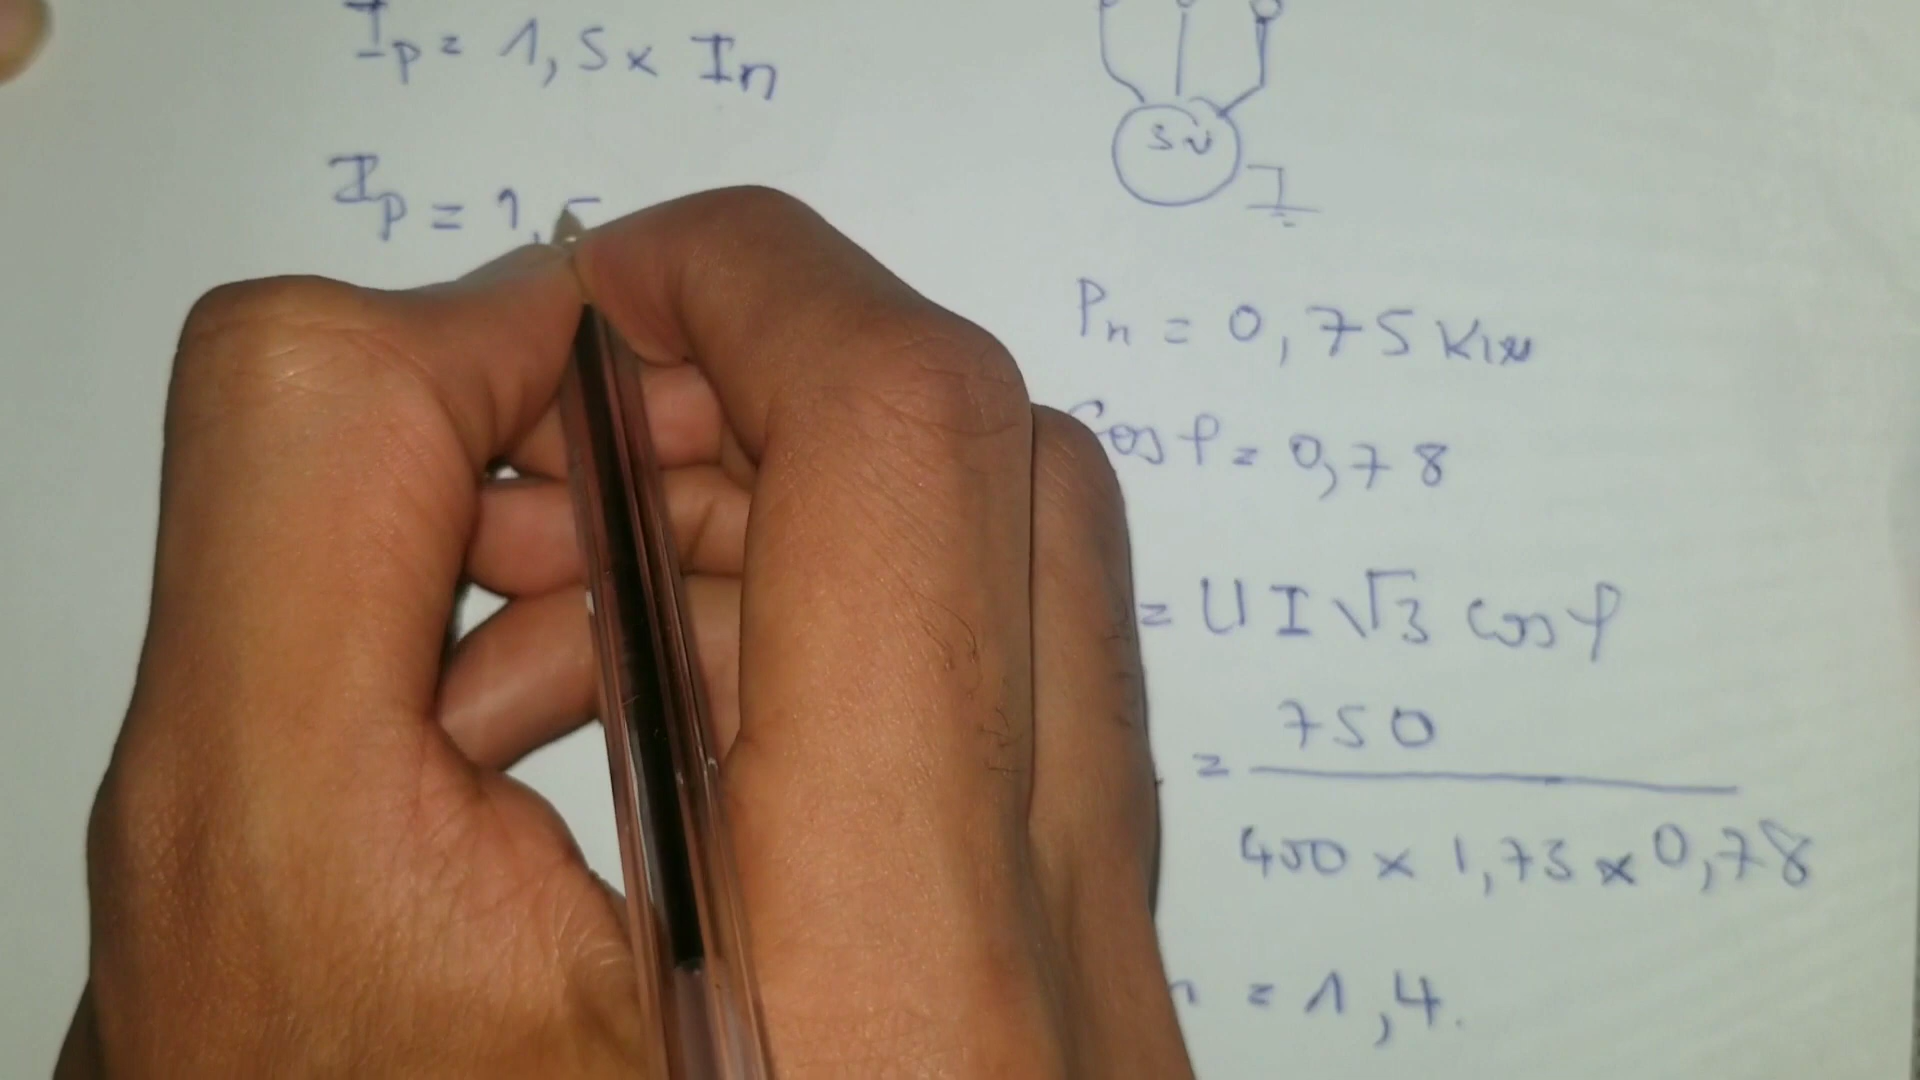 Ip = 1,5 x In
Ip = 1,5
3~
Pn = 0,75 Kw
Cos φ = 0,78
= U I √3 cos φ
= 750
400 x 1,73 x 0,78
n = 1,4.